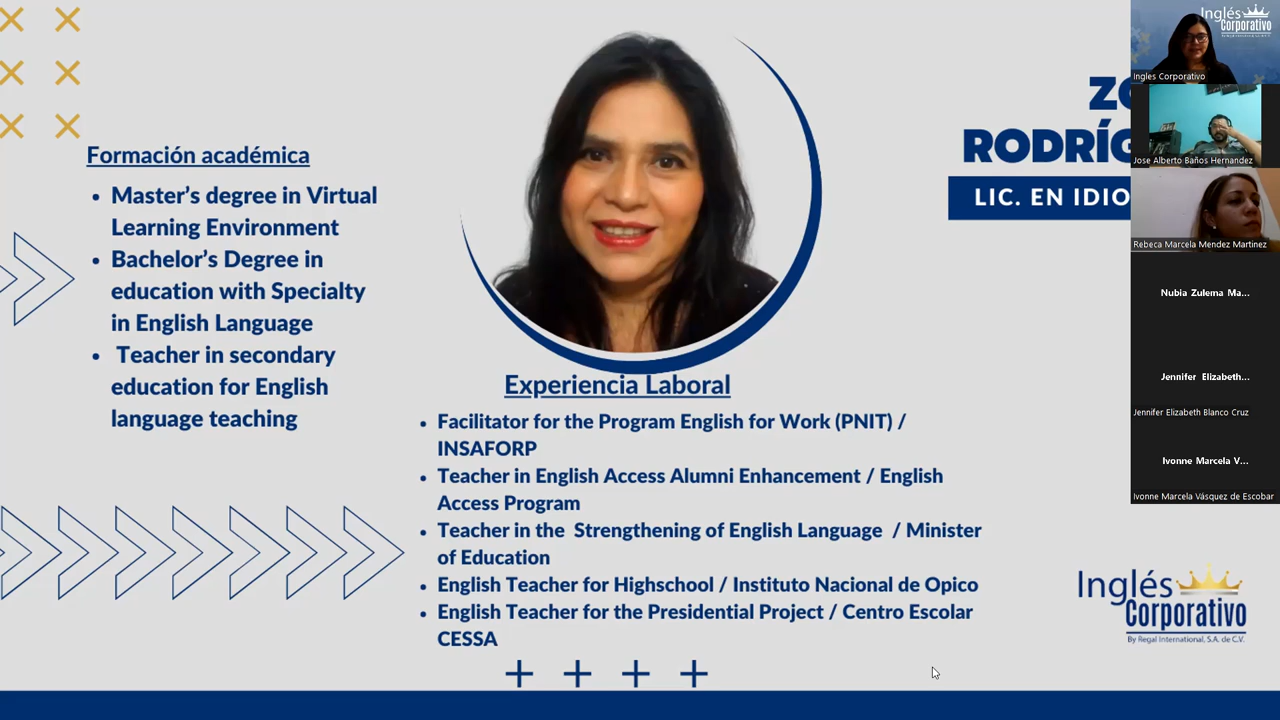 Formación académica
Master's degree in Virtual
Learning Environment
Bachelor's Degree in
education with Specialty
in English Language
Teacher in secondary
education for English
language teaching
Experiencia Laboral
Facilitator for the Program English for Work (PNIT) /
INSAFORP
Teacher in English Access Alumni Enhancement / English
Access Program
Teacher in the Strengthening of English Language / Minister
of Education
English Teacher for Highschool / Instituto Nacional de Opico
English Teacher for the Presidential Project / Centro Escolar
CESSA
LIC. EN IDIO
Inglés
Corporativo
By Regal International, S.A. de C.V.
Inglés
Corporativo
Ingles Corporativo
Jose Alberto Baños Hernandez
Rebeca Marcela Mendez Martinez
Nubia Zulema Ma...
Jennifer Elizabeth...
Jennifer Elizabeth Blanco Cruz
Ivonne Marcela V...
Ivonne Marcela Vásquez de Escobar